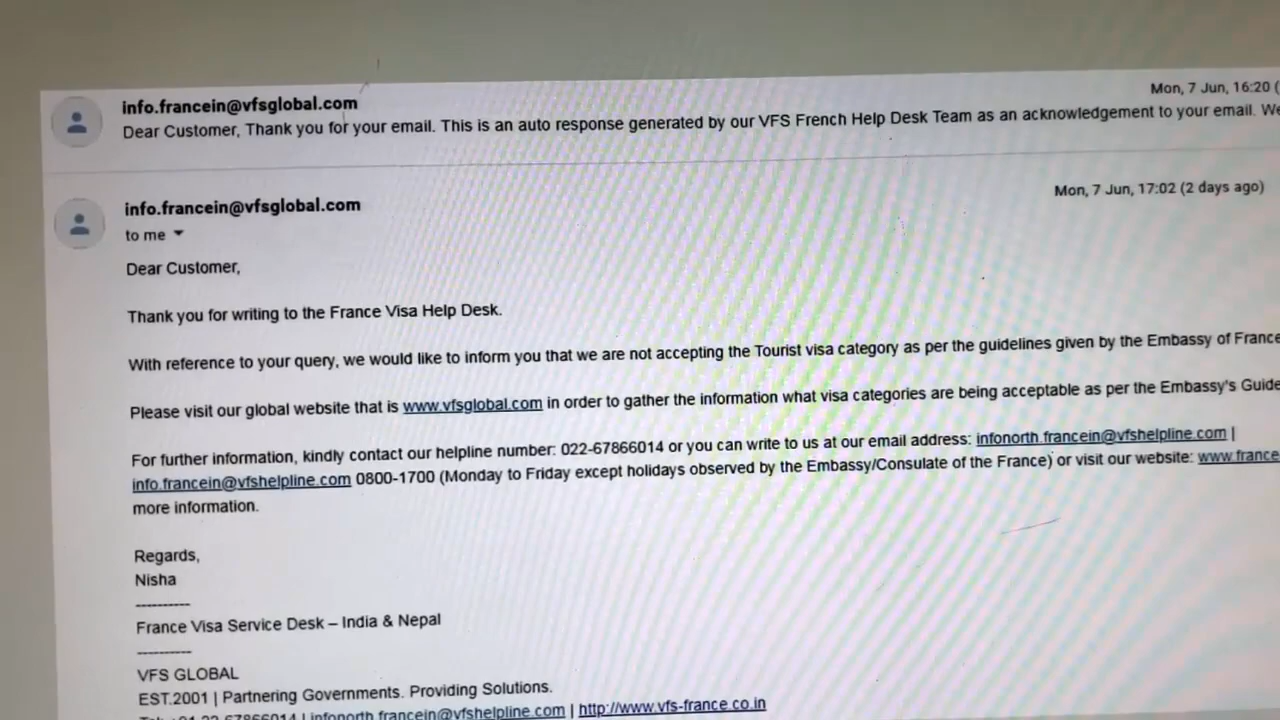 info.francein@vfsglobal.com
Mon, 7 Jun, 16:20 (
Dear Customer, Thank you for your email. This is an auto response generated by our VFS French Help Desk Team as an acknowledgement to your email. We
info.francein@vfsglobal.com
Mon, 7 Jun, 17:02 (2 days ago)
to me
Dear Customer,
Thank you for writing to the France Visa Help Desk.
With reference to your query, we would like to inform you that we are not accepting the Tourist visa category as per the guidelines given by the Embassy of France
Please visit our global website that is www.vfsglobal.com in order to gather the information what visa categories are being acceptable as per the Embassy's Guide
For further information, kindly contact our helpline number: 022-67866014 or you can write to us at our email address: infonorth.francein@vfshelpline.com |
info.francein@vfshelpline.com 0800-1700 (Monday to Friday except holidays observed by the Embassy/Consulate of the France) or visit our website: www.france
more information.
Regards,
Nisha
----------
France Visa Service Desk – India & Nepal
----------
VFS GLOBAL
EST.2001 | Partnering Governments. Providing Solutions.
Tel: +91 22 67866014 | infonorth.francein@vfshelpline.com | http://www.vfs-france.co.in